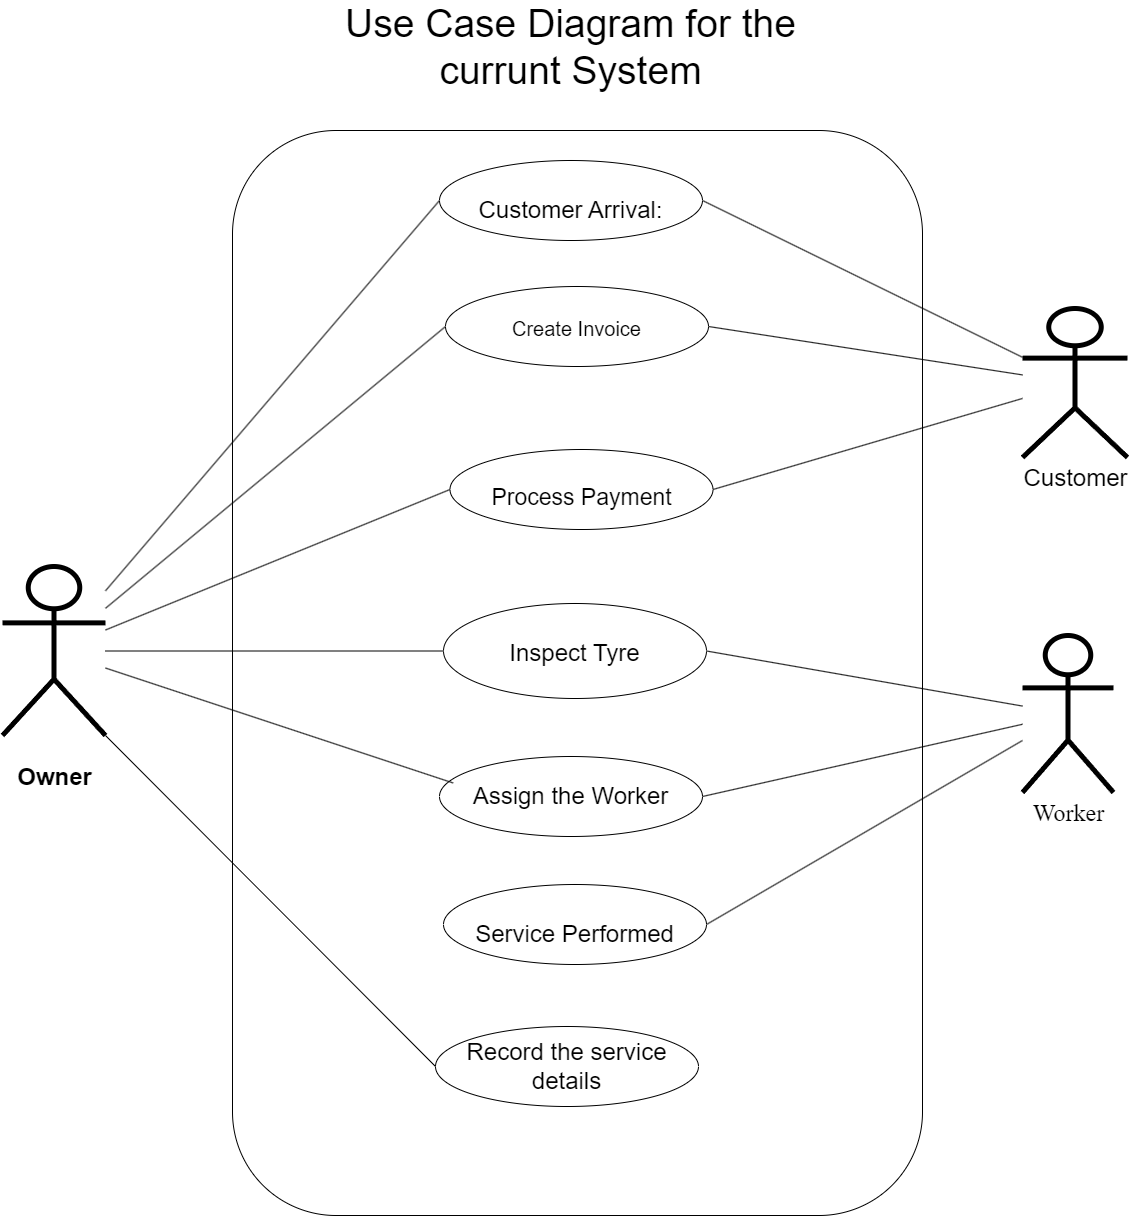 Use Case Diagram for the
currunt System
Customer Arrival:
Create Invoice
Process Payment
Customer
Inspect Tyre
Owner
Assign the Worker
Worker
Service Performed
Record the service
details